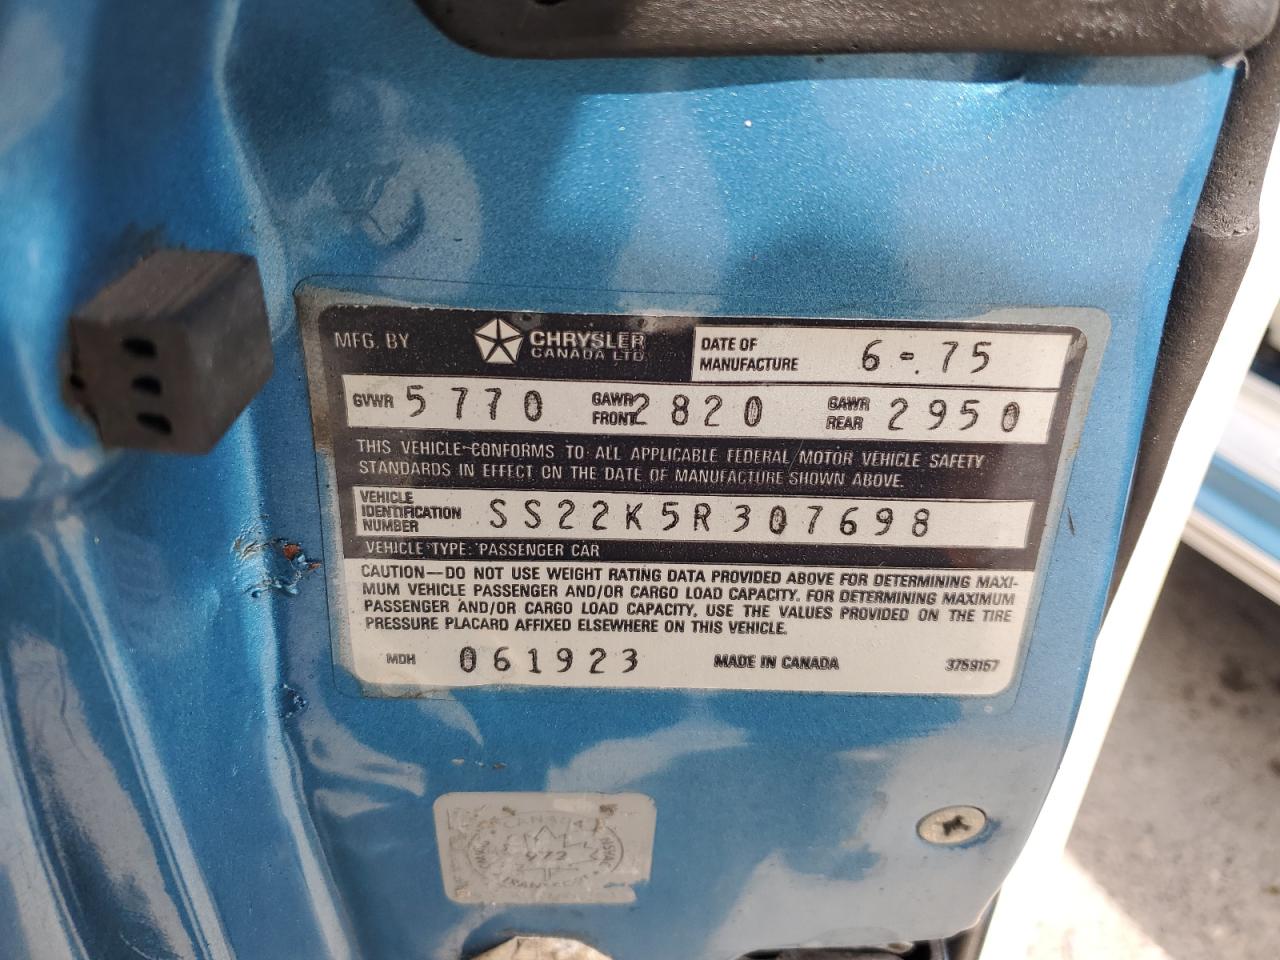 MFG. BY CHRYSLER CANADA LTD. DATE OF MANUFACTURE 6-75
GVWR 5770 GAWR FRONT 2820 GAWR REAR 2950
THIS VEHICLE CONFORMS TO ALL APPLICABLE FEDERAL MOTOR VEHICLE SAFETY
STANDARDS IN EFFECT ON THE DATE OF MANUFACTURE SHOWN ABOVE.
VEHICLE IDENTIFICATION NUMBER SS22K5R307698
VEHICLE TYPE: PASSENGER CAR
CAUTION—DO NOT USE WEIGHT RATING DATA PROVIDED ABOVE FOR DETERMINING MAXI-
MUM VEHICLE PASSENGER AND/OR CARGO LOAD CAPACITY. FOR DETERMINING MAXIMUM
PASSENGER AND/OR CARGO LOAD CAPACITY, USE THE VALUES PROVIDED ON THE TIRE
PRESSURE PLACARD AFFIXED ELSEWHERE ON THIS VEHICLE.
MDH 061923 MADE IN CANADA 3759157
CANADA